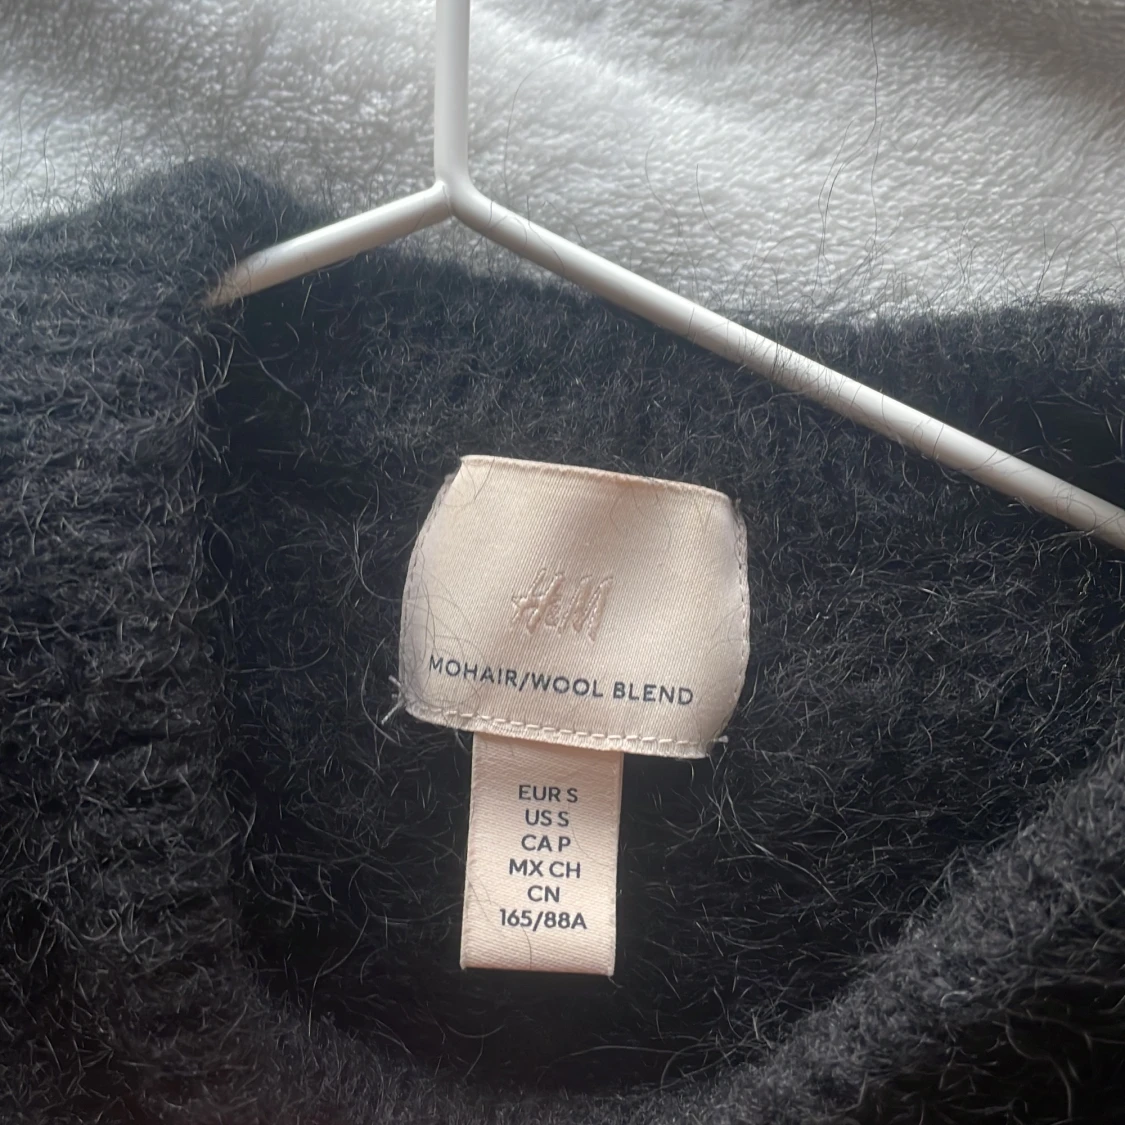 H&M
MOHAIR/WOOL BLEND
EUR S
US S
CA P
MX CH
CN
165/88A